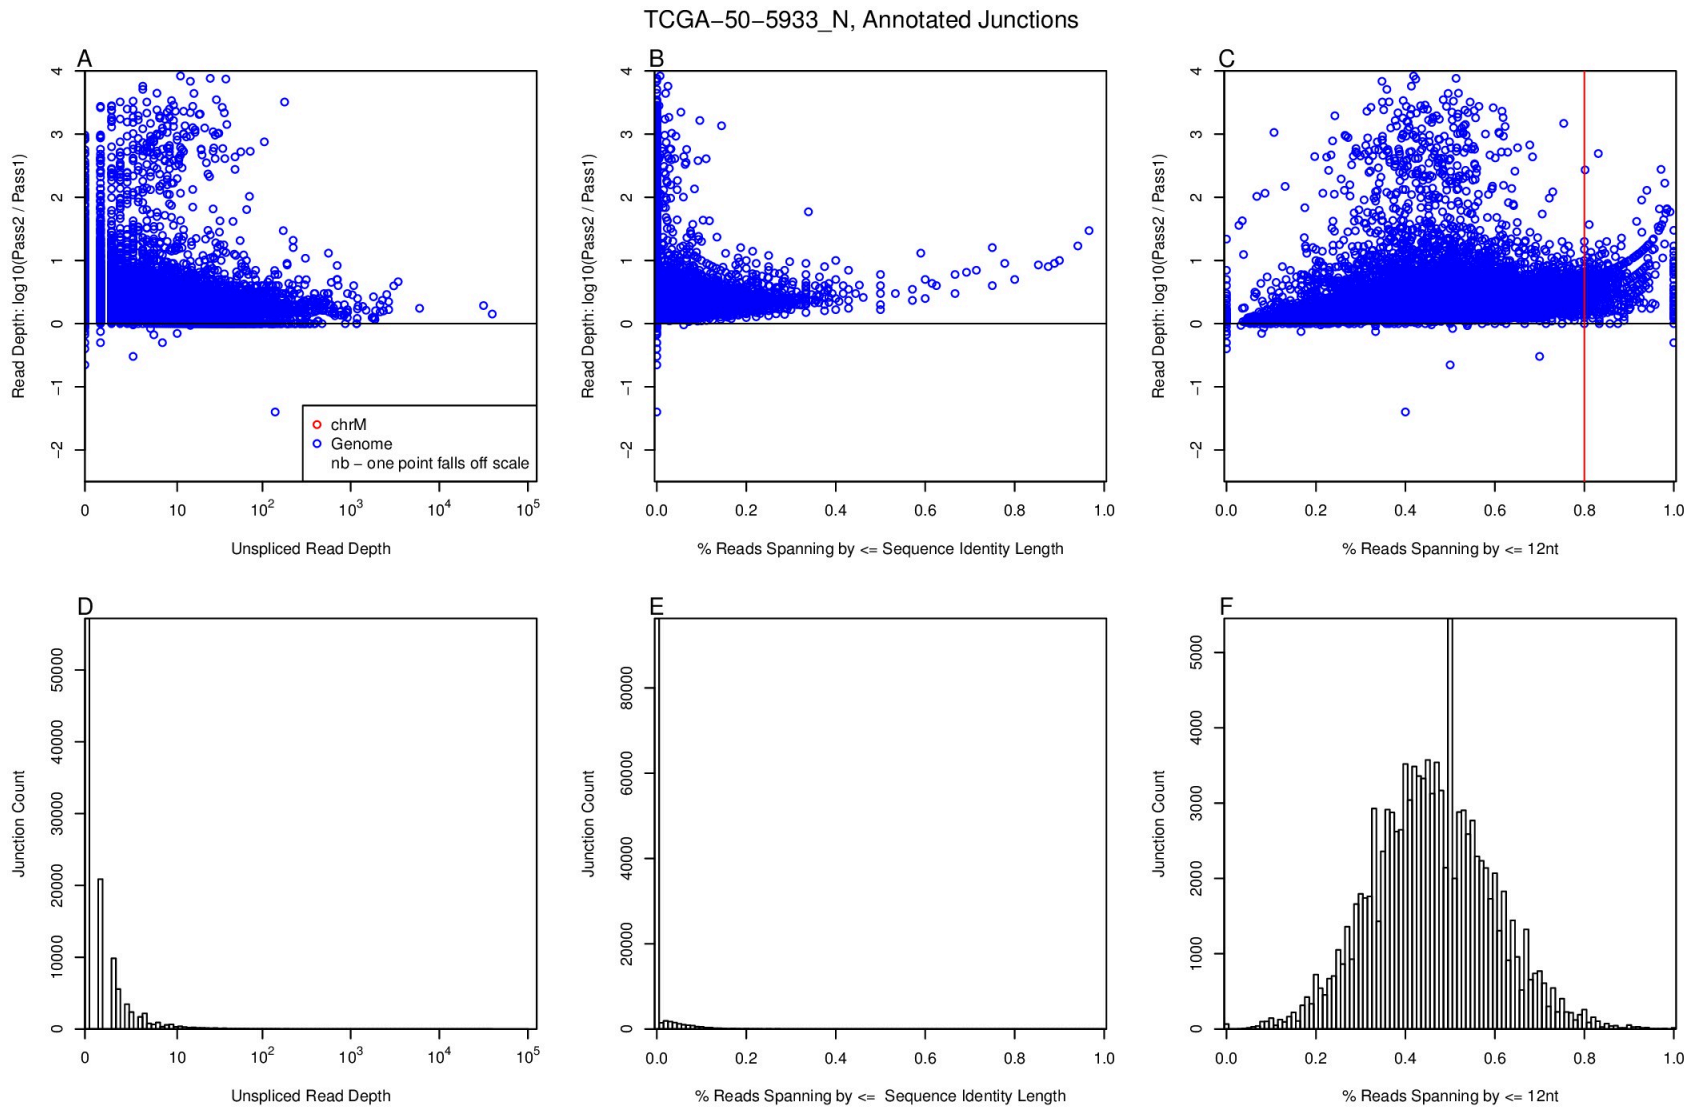 TCGA−50−5933_N, Annotated Junctions
A
Read Depth: log10(Pass2 / Pass1)
4
3
2
1
0
−1
−2
chrM
Genome
nb − one point falls off scale
0 10 10² 10³ 10⁴ 10⁵
Unspliced Read Depth
B
Read Depth: log10(Pass2 / Pass1)
4
3
2
1
0
−1
−2
0.0 0.2 0.4 0.6 0.8 1.0
% Reads Spanning by <= Sequence Identity Length
C
Read Depth: log10(Pass2 / Pass1)
4
3
2
1
0
−1
−2
0.0 0.2 0.4 0.6 0.8 1.0
% Reads Spanning by <= 12nt
D
Junction Count
50000
40000
30000
20000
10000
0
0 10 10² 10³ 10⁴ 10⁵
Unspliced Read Depth
E
Junction Count
80000
60000
40000
20000
0
0.0 0.2 0.4 0.6 0.8 1.0
% Reads Spanning by <= Sequence Identity Length
F
Junction Count
5000
4000
3000
2000
1000
0
0.0 0.2 0.4 0.6 0.8 1.0
% Reads Spanning by <= 12nt